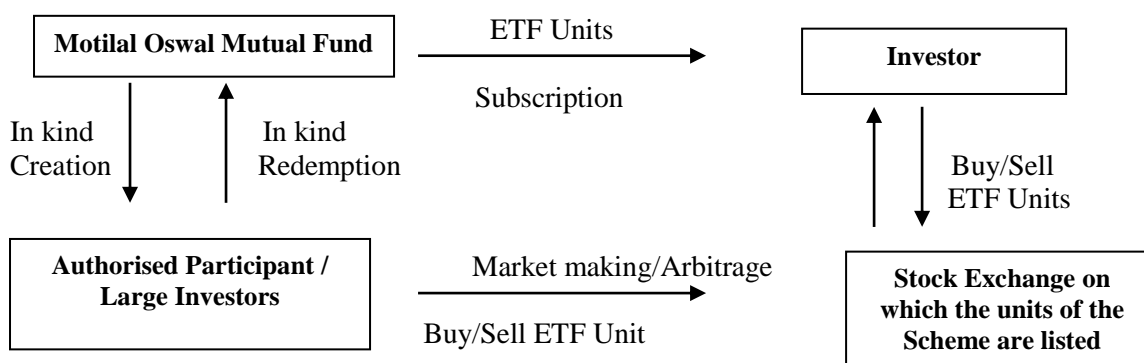 Motilal Oswal Mutual Fund
ETF Units
Subscription
Investor
In kind
Creation
In kind
Redemption
Buy/Sell
ETF Units
Authorised Participant /
Large Investors
Market making/Arbitrage
Buy/Sell ETF Unit
Stock Exchange on
which the units of the
Scheme are listed